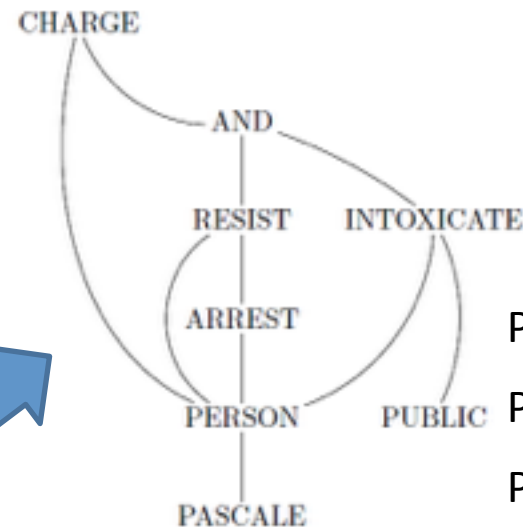 CHARGE
AND
RESIST INTOXICATE
ARREST
P
PERSON PUBLIC P
P
PASCALE